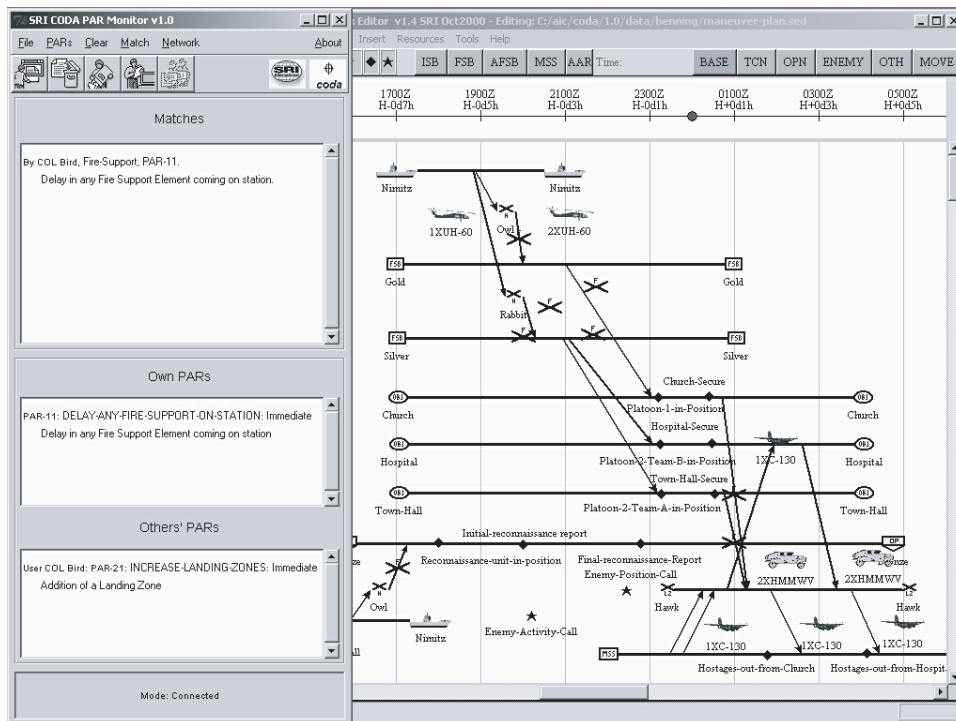 SRI CODA PAR Monitor v1.0
File PARs Clear Match Network About
SRI
coda
Matches
By COL Bird, Fire-Support, PAR-11.
Delay in any Fire Support Element coming on station.
Own PARs
PAR-11: DELAY-ANY-FIRE-SUPPORT-ON-STATION: Immediate
Delay in any Fire Support Element coming on station
Others' PARs
User COL Bird: PAR-21: INCREASE-LANDING-ZONES: Immediate
Addition of a Landing Zone
Mode: Connected
Editor v1.4 SRI Oct2000 - Editing: C:/aic/coda/1.0/data/benning/maneuver-plan.sed
Insert Resources Tools Help
ISB FSB AFSB MSS AAR Time: BASE TCN OPN ENEMY OTH MOVE
1700Z 1900Z 2100Z 2300Z 0100Z 0300Z 0500Z
H-0d7h H-0d5h H-0d3h H-0d1h H+0d1h H+0d3h H+0d5h
Nimitz Nimitz
H
1XUH-60 Owl 2XUH-60
FSB FSB
Gold Gold
F
H
Rabbit
F
F F
FSB FSB
Silver Silver
Church-Secure
OBJ OBJ
Church Platoon-1-in-Position Church
Hospital-Secure
OBJ OBJ
Hospital Platoon-2-Team-B-in-Position 1XC-130 Hospital
Town-Hall-Secure
OBJ OBJ
Town-Hall Platoon-2-Team-A-in-Position Town-Hall
Initial-reconnaissance report
OP
Reconnaissance-unit-in-position Final-reconnaissance-Report
Enemy-Position-Call 2XHMMWV 2XHMMWV
H LZ LZ
Owl Hawk Hawk
Nimitz Enemy-Activity-Call
MSS 1XC-130 1XC-130 1XC-130
Hostages-out-from-Church Hostages-out-from-Hospit